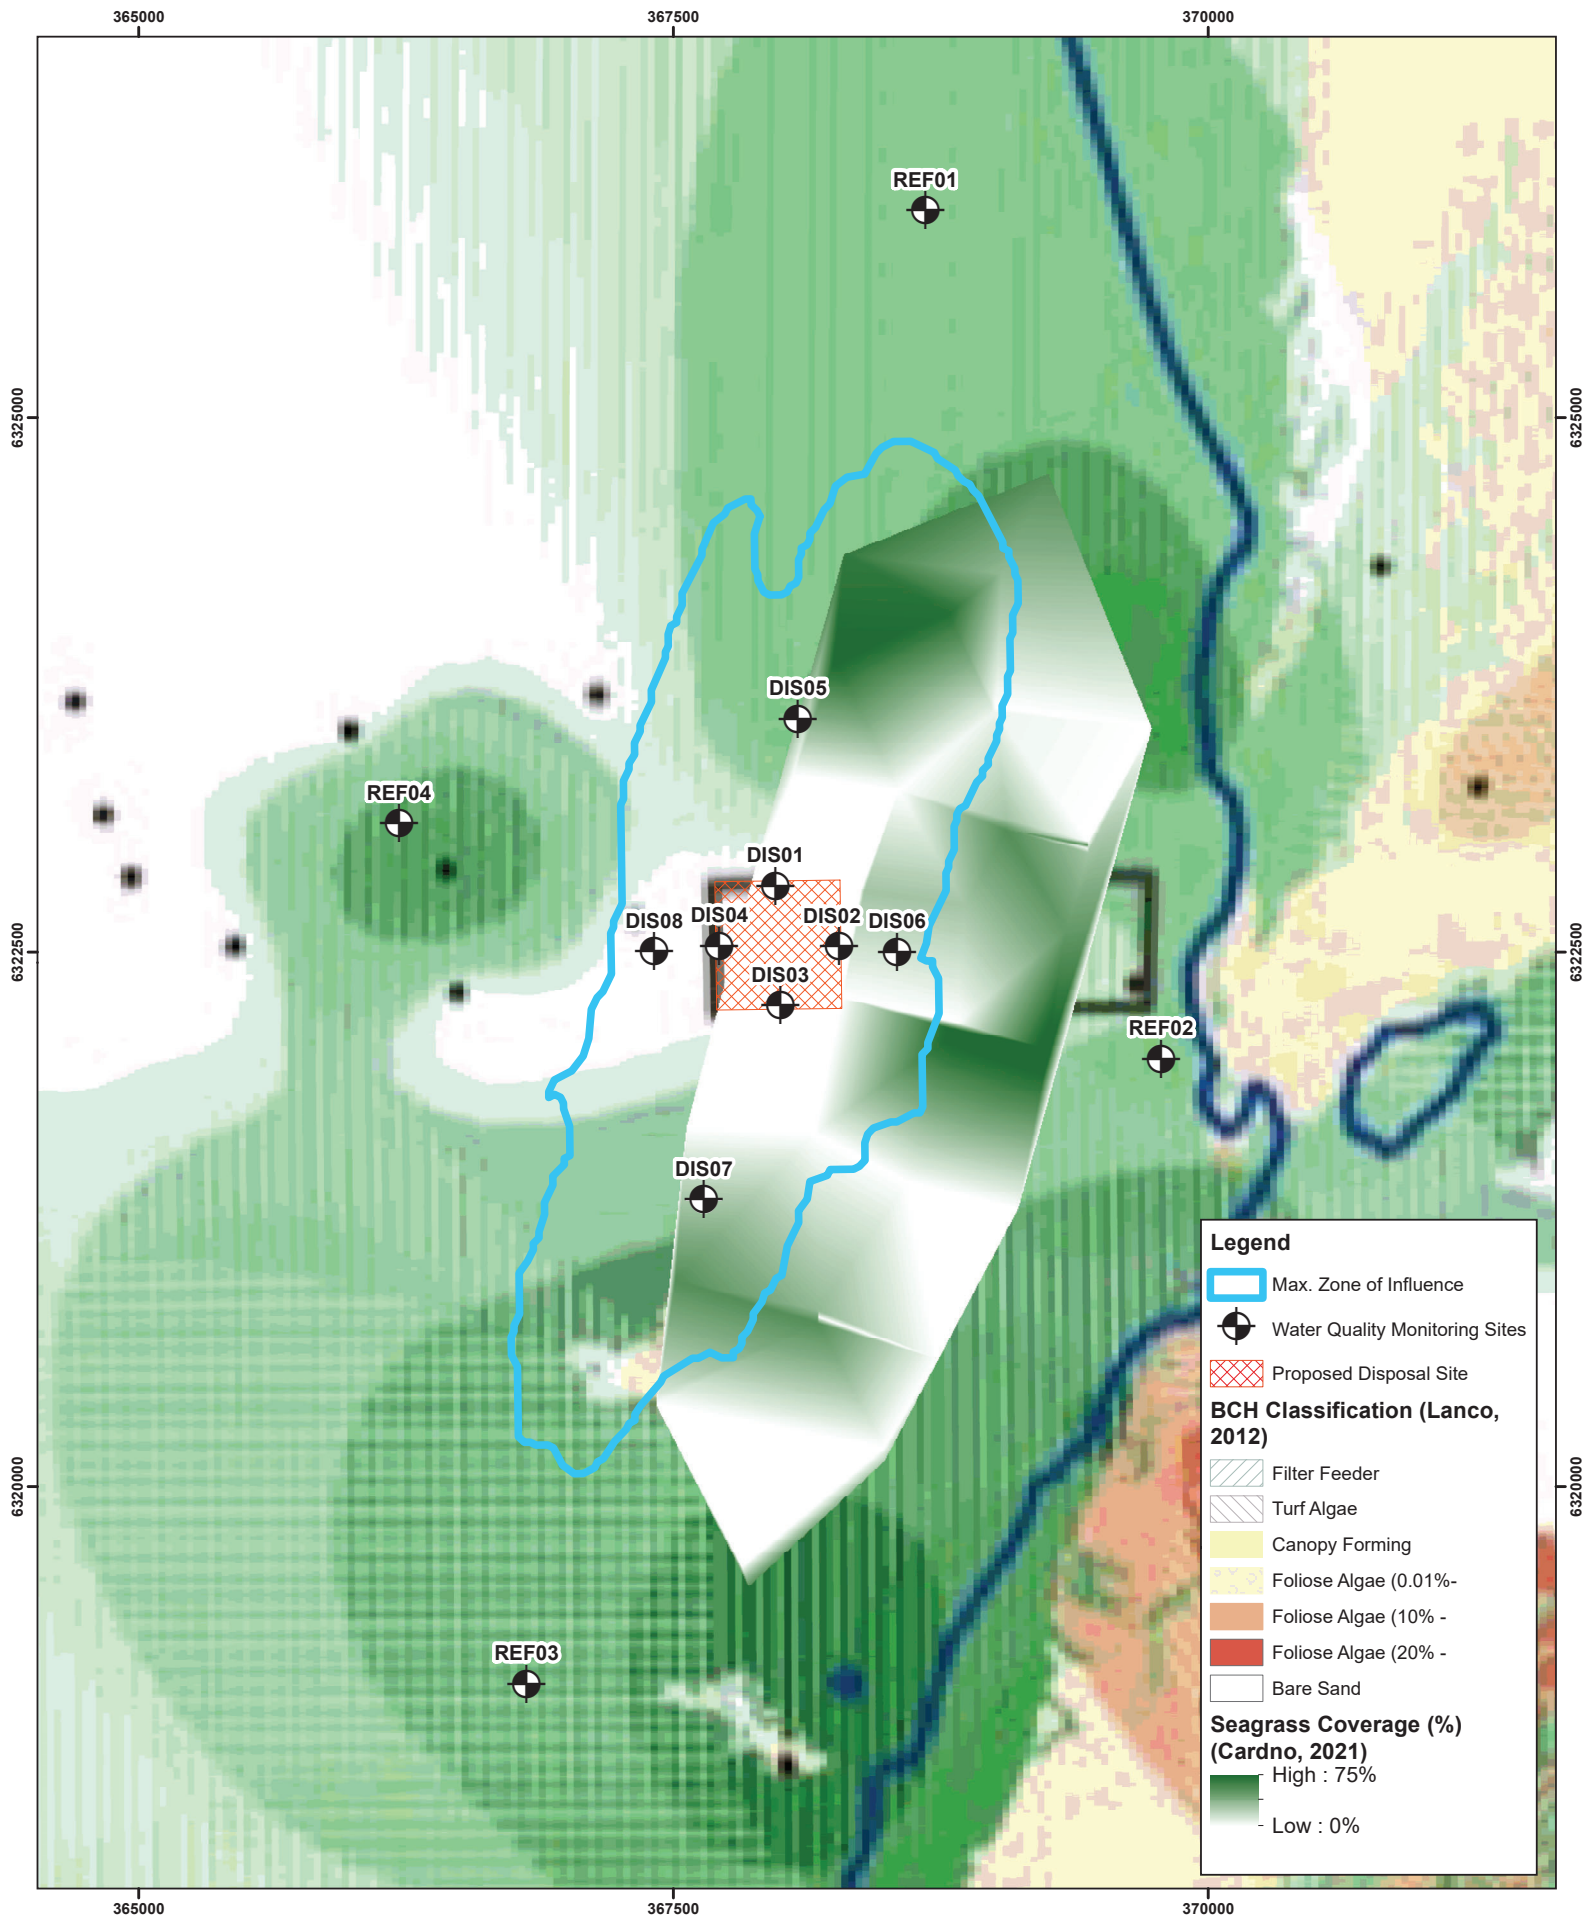 365000
367500
370000
REF01
6325000
6325000
DIS05
REF04
DIS01
DIS08
DIS04
DIS02
DIS06
6322500
6322500
DIS03
REF02
DIS07
Legend
Max. Zone of Influence
Water Quality Monitoring Sites
Proposed Disposal Site
BCH Classification (Lanco,
2012)
Filter Feeder
Turf Algae
Canopy Forming
Foliose Algae (0.01%-
Foliose Algae (10% -
Foliose Algae (20% -
Bare Sand
Seagrass Coverage (%)
(Cardno, 2021)
High : 75%
Low : 0%
6320000
6320000
REF03
365000
367500
370000